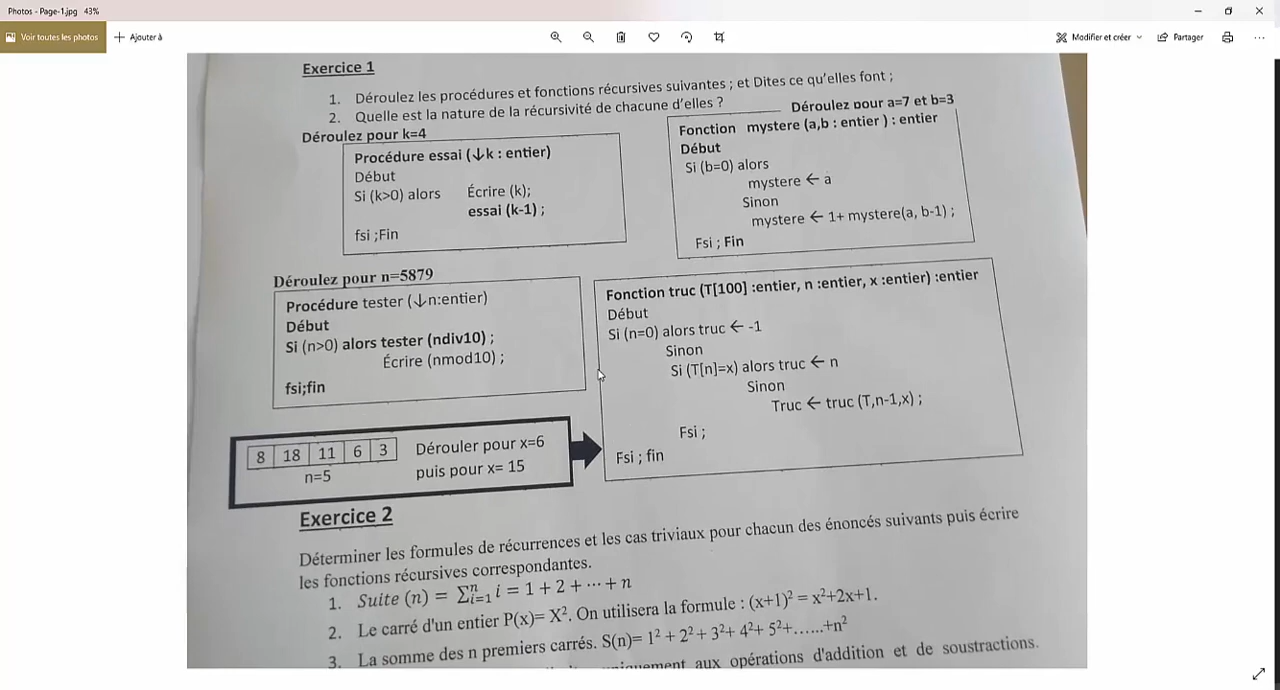 Photos - Page-1.jpg 43%
Voir toutes les photos
Ajouter à
Modifier et créer
Partager
Exercice 1
1. Déroulez les procédures et fonctions récursives suivantes ; et Dites ce qu'elles font ;
2. Quelle est la nature de la récursivité de chacune d'elles ?
Déroulez pour k=4
Procédure essai (↓k : entier)
Début
Si (k>0) alors Écrire (k);
essai (k-1) ;
fsi ;Fin
Déroulez pour a=7 et b=3
Fonction mystere (a,b : entier ) : entier
Début
Si (b=0) alors
mystere ← a
Sinon
mystere ← 1+ mystere(a, b-1) ;
Fsi ; Fin
Déroulez pour n=5879
Procédure tester (↓n:entier)
Début
Si (n>0) alors tester (ndiv10) ;
Écrire (nmod10) ;
fsi;fin
Fonction truc (T[100] :entier, n :entier, x :entier) :entier
Début
Si (n=0) alors truc ← -1
Sinon
Si (T[n]=x) alors truc ← n
Sinon
Truc ← truc (T,n-1,x) ;
Fsi ;
Fsi ; fin
8 18 11 6 3
n=5
Dérouler pour x=6
puis pour x= 15
Exercice 2
Déterminer les formules de récurrences et les cas triviaux pour chacun des énoncés suivants puis écrire
les fonctions récursives correspondantes.
1. Suite (n) = ∑ⁿᵢ₌₁ i = 1 + 2 + ⋯ + n
2. Le carré d'un entier P(x)= X². On utilisera la formule : (x+1)² = x²+2x+1.
3. La somme des n premiers carrés. S(n)= 1² + 2² + 3²+ 4²+ 5²+……+n²
aux opérations d'addition et de soustractions.